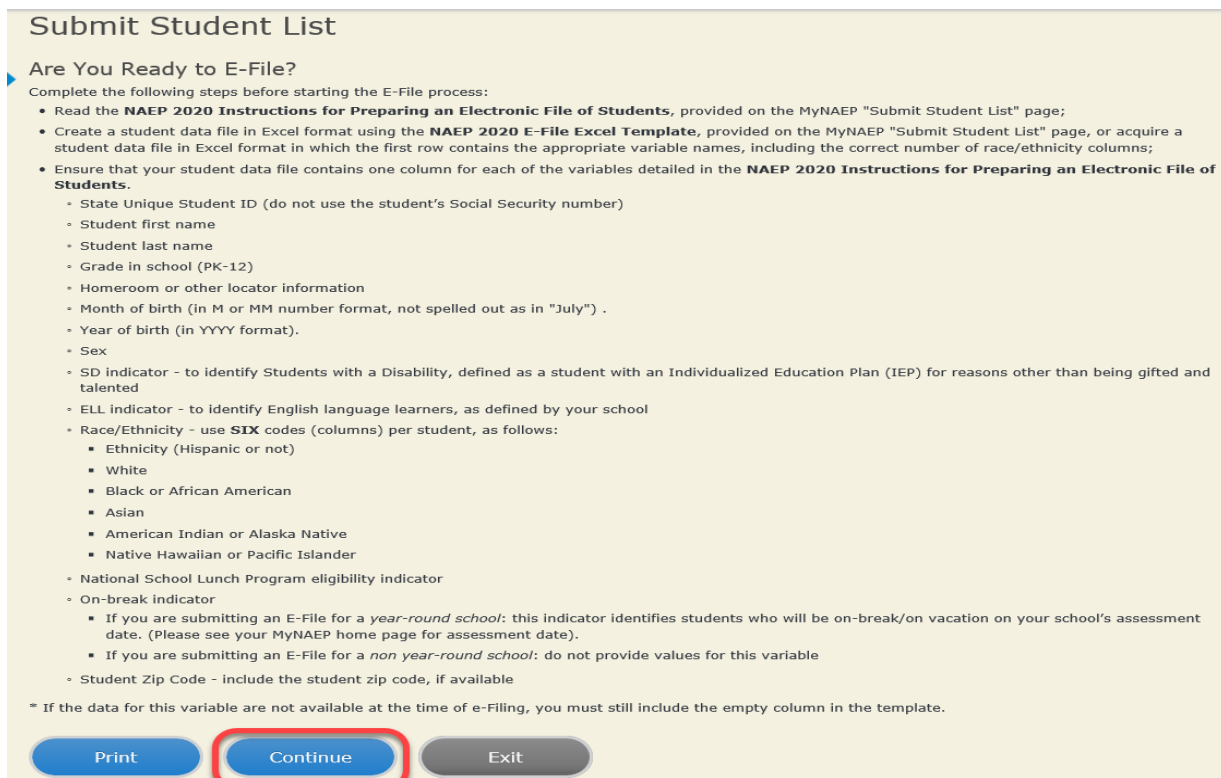 Submit Student List
Are You Ready to E-File?
Complete the following steps before starting the E-File process:
• Read the NAEP 2020 Instructions for Preparing an Electronic File of Students, provided on the MyNAEP "Submit Student List" page;
• Create a student data file in Excel format using the NAEP 2020 E-File Excel Template, provided on the MyNAEP "Submit Student List" page, or acquire a
student data file in Excel format in which the first row contains the appropriate variable names, including the correct number of race/ethnicity columns;
• Ensure that your student data file contains one column for each of the variables detailed in the NAEP 2020 Instructions for Preparing an Electronic File of
Students.
◦ State Unique Student ID (do not use the student’s Social Security number)
◦ Student first name
◦ Student last name
◦ Grade in school (PK-12)
◦ Homeroom or other locator information
◦ Month of birth (in M or MM number format, not spelled out as in "July") .
◦ Year of birth (in YYYY format).
◦ Sex
◦ SD indicator - to identify Students with a Disability, defined as a student with an Individualized Education Plan (IEP) for reasons other than being gifted and
talented
◦ ELL indicator - to identify English language learners, as defined by your school
◦ Race/Ethnicity - use SIX codes (columns) per student, as follows:
▪ Ethnicity (Hispanic or not)
▪ White
▪ Black or African American
▪ Asian
▪ American Indian or Alaska Native
▪ Native Hawaiian or Pacific Islander
◦ National School Lunch Program eligibility indicator
◦ On-break indicator
▪ If you are submitting an E-File for a year-round school: this indicator identifies students who will be on-break/on vacation on your school’s assessment
date. (Please see your MyNAEP home page for assessment date).
▪ If you are submitting an E-File for a non year-round school: do not provide values for this variable
◦ Student Zip Code - include the student zip code, if available
* If the data for this variable are not available at the time of e-Filing, you must still include the empty column in the template.
Print Continue Exit